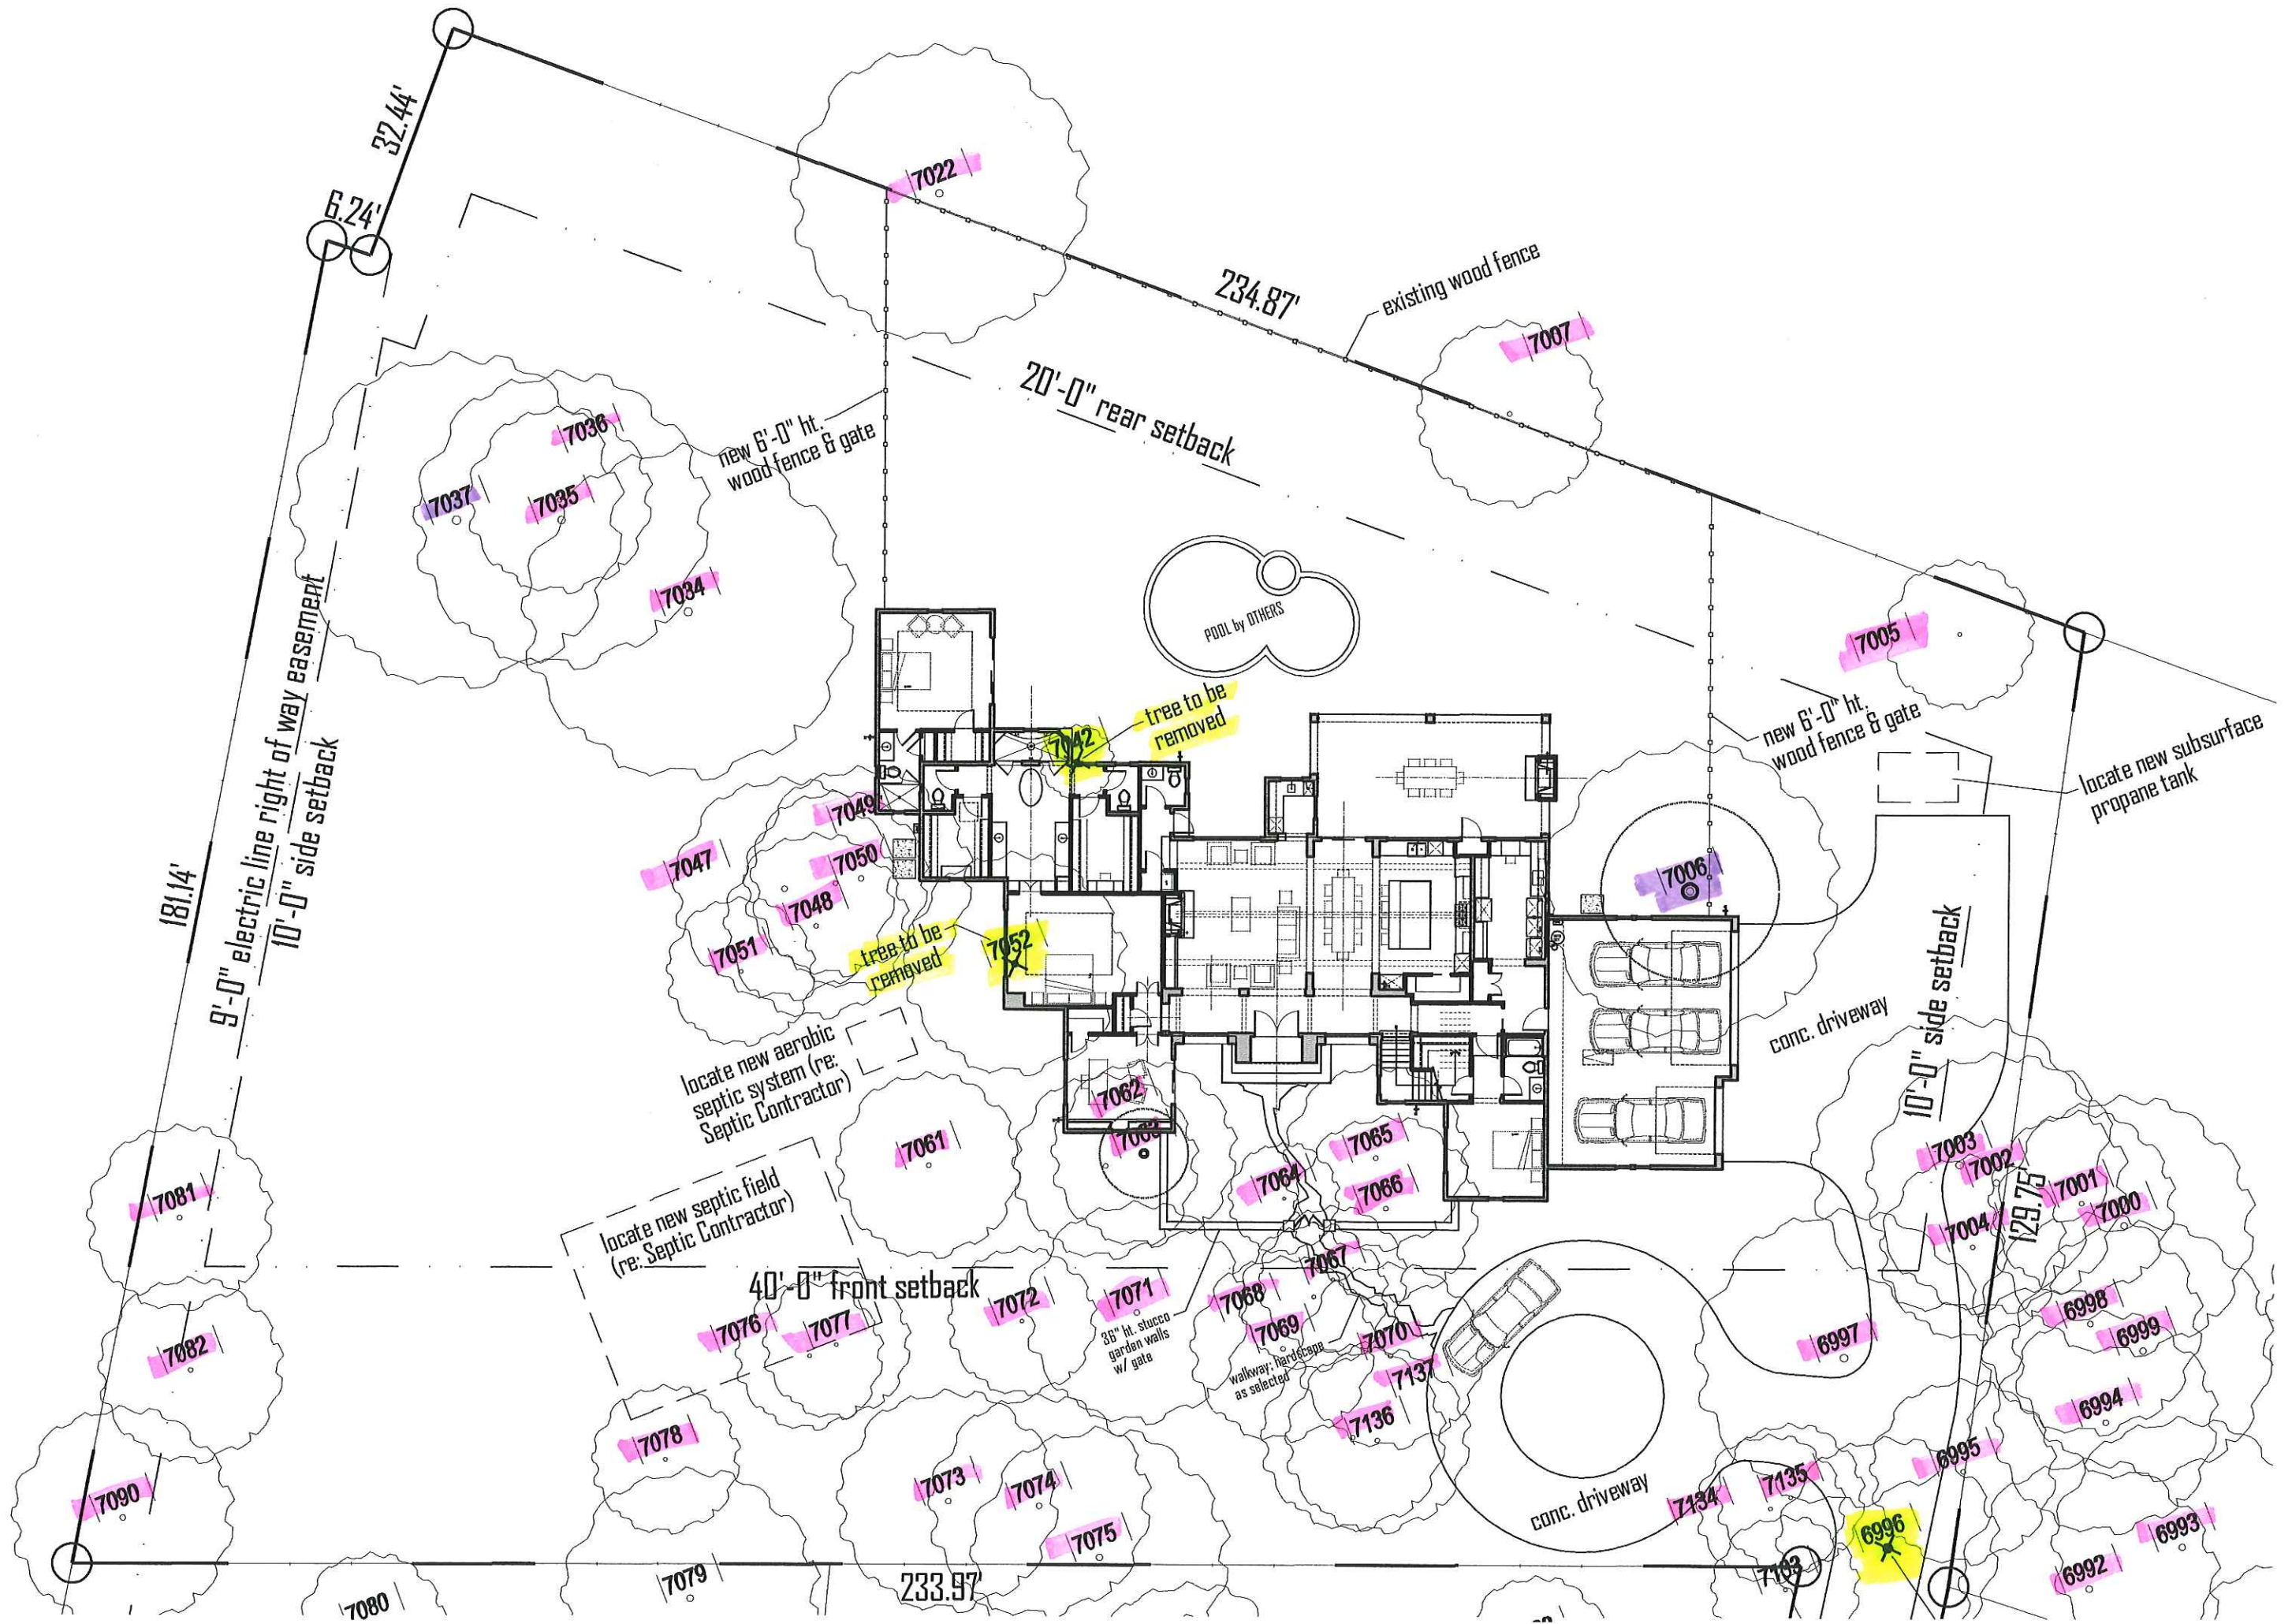 32.44'
7022
6.24'
234.87'
existing wood fence
7007
20'-0" rear setback
7036
new 6'-0" ht.
wood fence & gate
7037
7035
7034
POOL by OTHERS
7005
9'-0" electric line right of way easement
10'-0" side setback
181.14'
tree to be
removed
7042
new 6'-0" ht.
wood fence & gate
locate new subsurface
propane tank
7049
7047
7050
7048
7051
tree to be
removed
7052
7006
10'-0" side setback
conc. driveway
locate new aerobic
septic system (re:
Septic Contractor)
7062
7063
7061
7065
7064
7066
7003
7002
7001
7000
7004
129.75'
7081
locate new septic field
(re: Septic Contractor)
40'-0" front setback
7067
7072
7071
7068
7069
7070
36" ht. stucco
garden walls
w/ gate
walkway; hardscape
as selected
7076
7077
7082
7137
7136
6997
6998
6999
6994
7078
7073
7074
7075
7090
conc. driveway
7134
7135
6995
6996
6993
6992
7103
7079
7080
233.97'